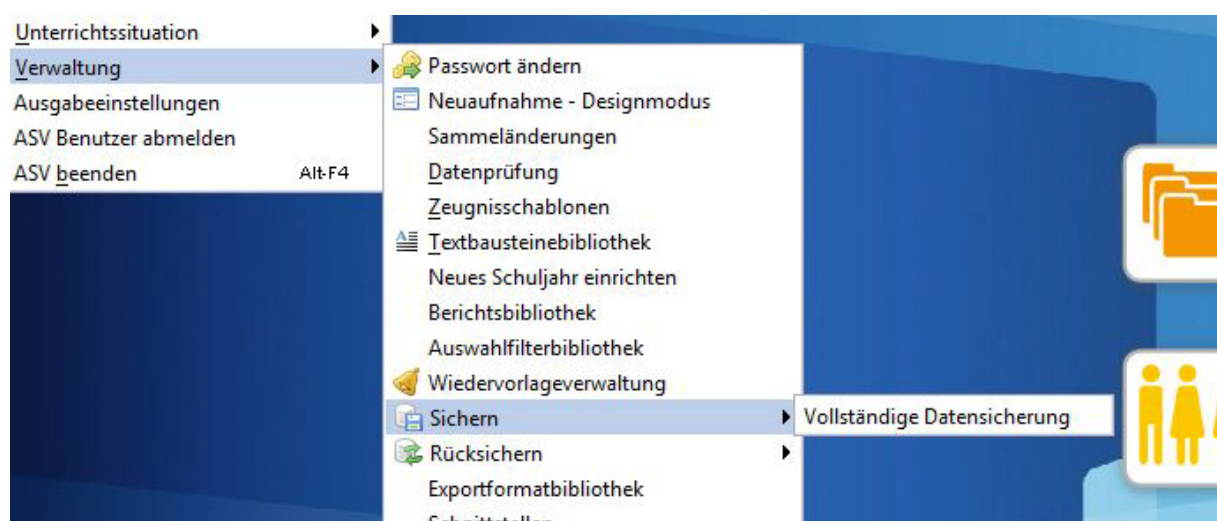 Unterrichtssituation
Verwaltung
Ausgabeeinstellungen
ASV Benutzer abmelden
ASV beenden Alt-F4
Passwort ändern
Neuaufnahme - Designmodus
Sammeländerungen
Datenprüfung
Zeugnisschablonen
Textbausteinebibliothek
Neues Schuljahr einrichten
Berichtsbibliothek
Auswahlfilterbibliothek
Wiedervorlageverwaltung
Sichern
Rücksichern
Exportformatbibliothek
Schnittstellen
Vollständige Datensicherung